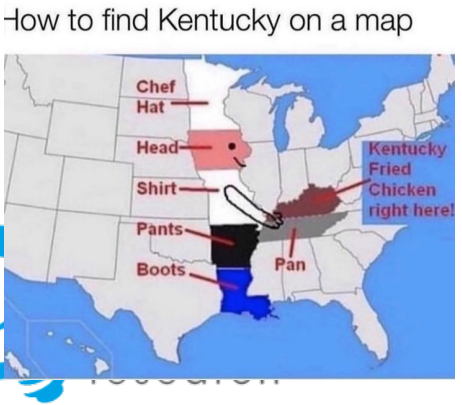 How to find Kentucky on a map
Chef
Hat
Head
Shirt
Pants
Boots
Pan
Kentucky
Fried
Chicken
right here!